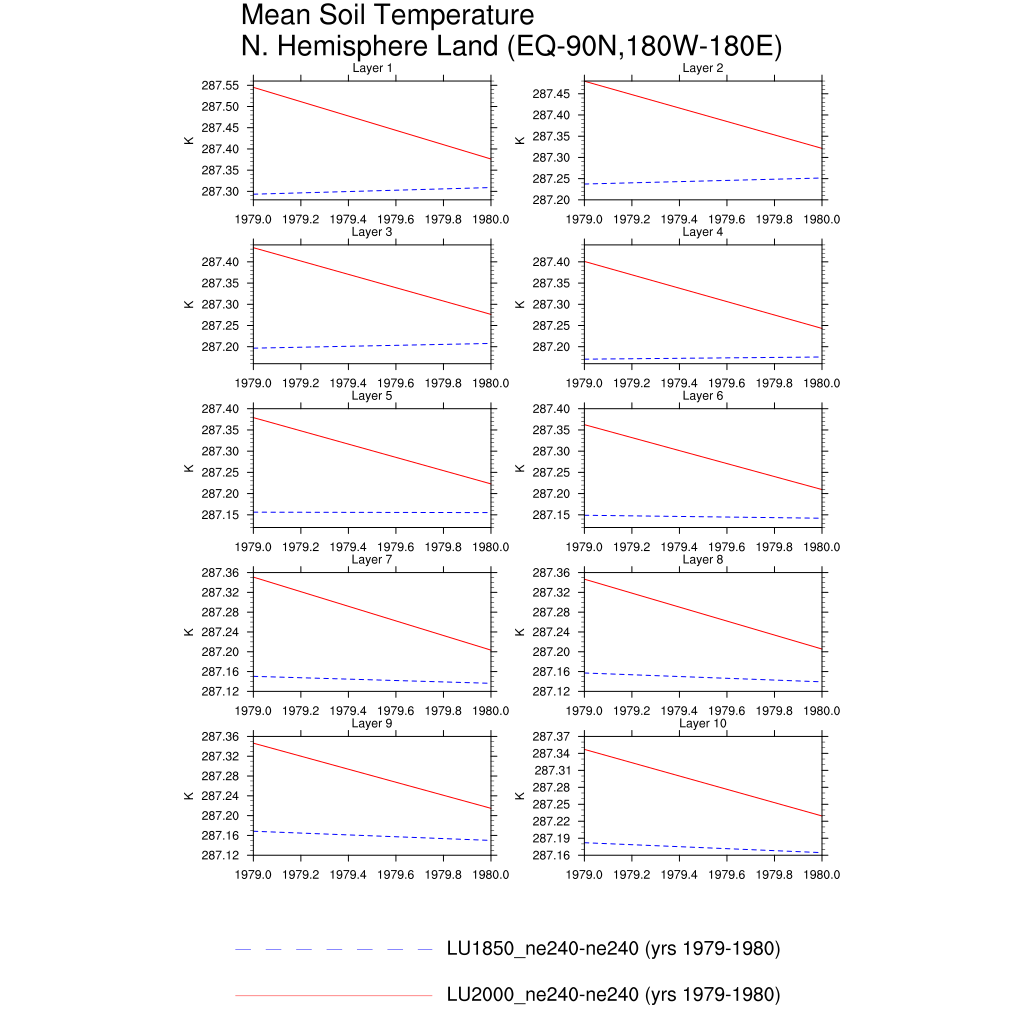 Mean Soil Temperature
N. Hemisphere Land (EQ-90N,180W-180E)
Layer 1
287.55
287.50
287.45
287.40
287.35
287.30
K
1979.0 1979.2 1979.4 1979.6 1979.8 1980.0
Layer 2
287.45
287.40
287.35
287.30
287.25
287.20
K
1979.0 1979.2 1979.4 1979.6 1979.8 1980.0
Layer 3
287.40
287.35
287.30
287.25
287.20
K
1979.0 1979.2 1979.4 1979.6 1979.8 1980.0
Layer 4
287.40
287.35
287.30
287.25
287.20
K
1979.0 1979.2 1979.4 1979.6 1979.8 1980.0
Layer 5
287.40
287.35
287.30
287.25
287.20
287.15
K
1979.0 1979.2 1979.4 1979.6 1979.8 1980.0
Layer 6
287.40
287.35
287.30
287.25
287.20
287.15
K
1979.0 1979.2 1979.4 1979.6 1979.8 1980.0
Layer 7
287.36
287.32
287.28
287.24
287.20
287.16
287.12
K
1979.0 1979.2 1979.4 1979.6 1979.8 1980.0
Layer 8
287.36
287.32
287.28
287.24
287.20
287.16
287.12
K
1979.0 1979.2 1979.4 1979.6 1979.8 1980.0
Layer 9
287.36
287.32
287.28
287.24
287.20
287.16
287.12
K
1979.0 1979.2 1979.4 1979.6 1979.8 1980.0
Layer 10
287.37
287.34
287.31
287.28
287.25
287.22
287.19
287.16
K
1979.0 1979.2 1979.4 1979.6 1979.8 1980.0
LU1850_ne240-ne240 (yrs 1979-1980)
LU2000_ne240-ne240 (yrs 1979-1980)